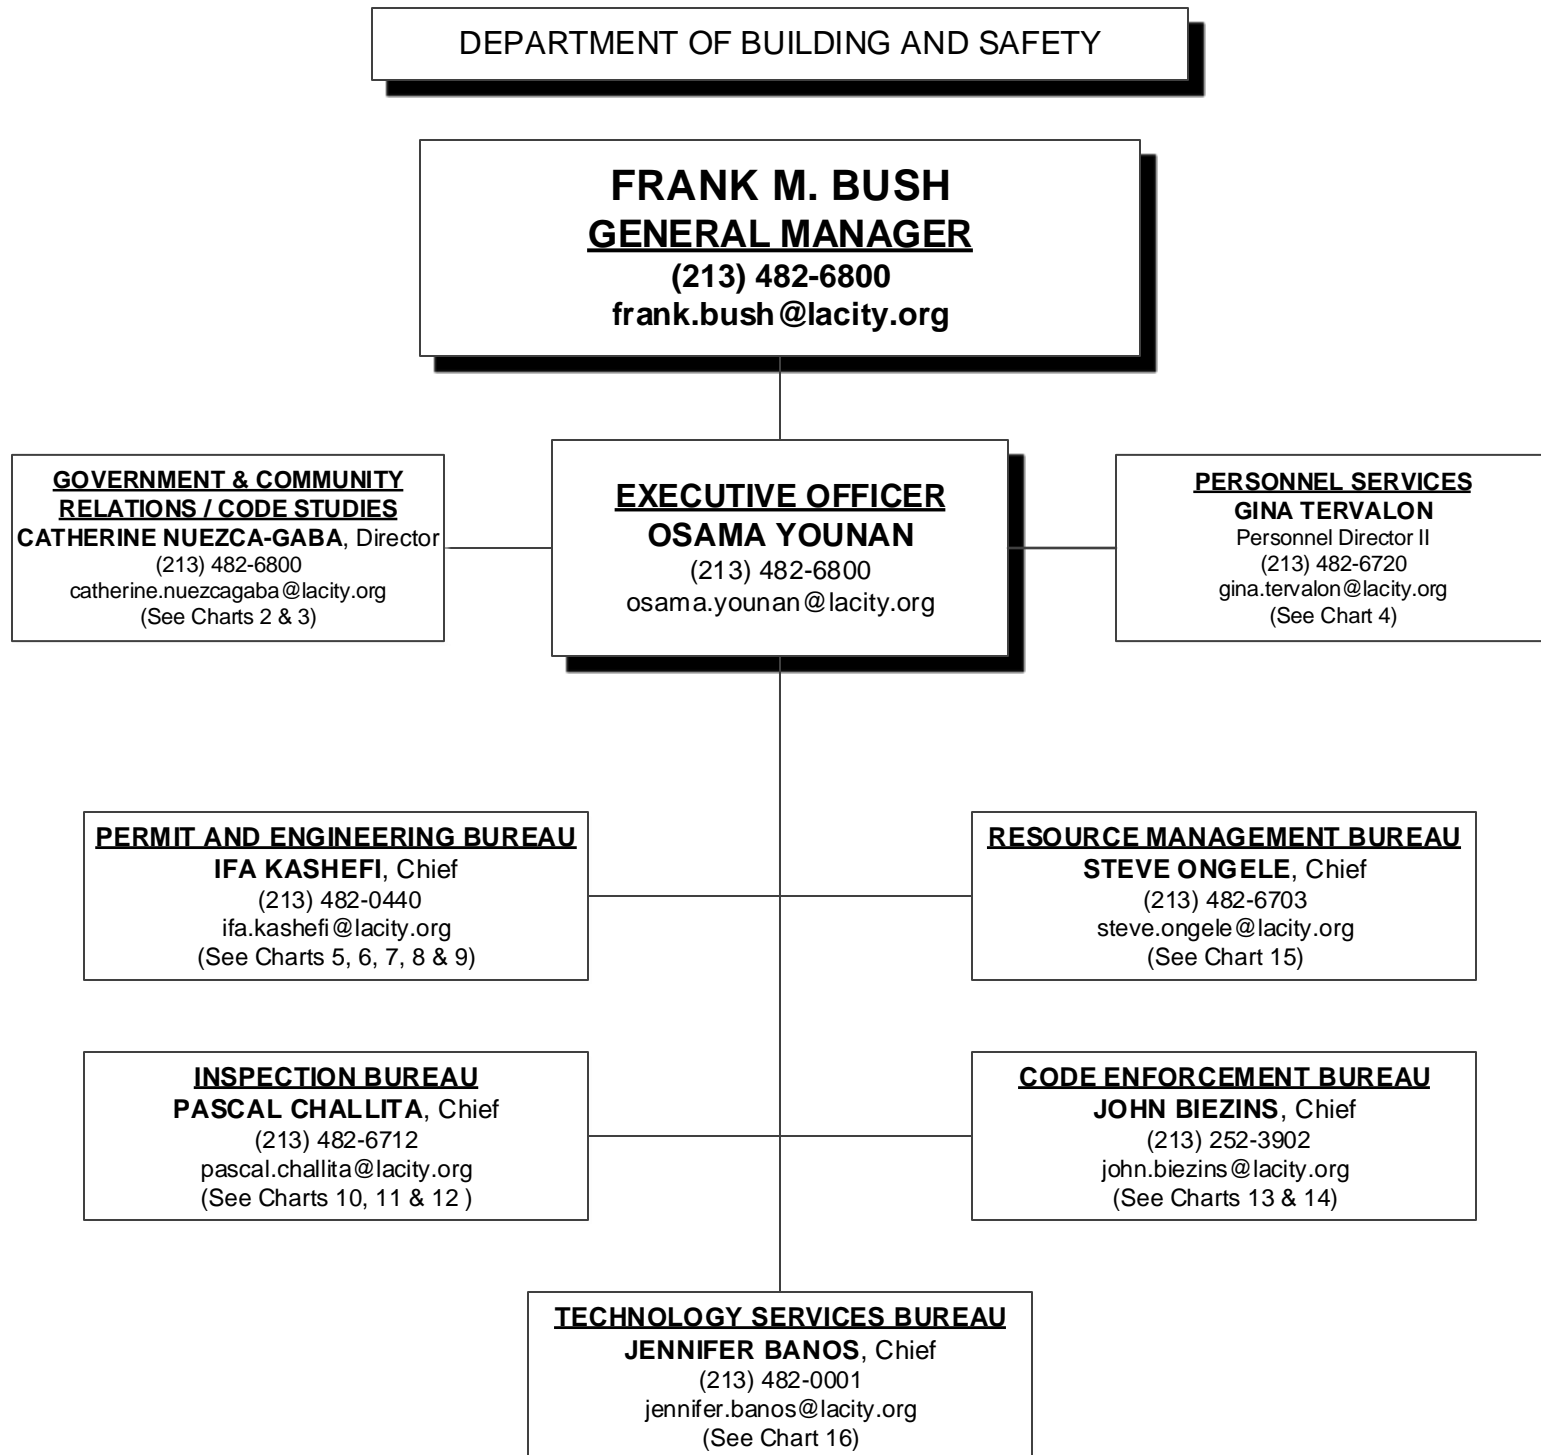 DEPARTMENT OF BUILDING AND SAFETY
FRANK M. BUSH
GENERAL MANAGER
(213) 482-6800
frank.bush@lacity.org
GOVERNMENT & COMMUNITY
RELATIONS / CODE STUDIES
CATHERINE NUEZCA-GABA, Director
(213) 482-6800
catherine.nuezcagaba@lacity.org
(See Charts 2 & 3)
EXECUTIVE OFFICER
OSAMA YOUNAN
(213) 482-6800
osama.younan@lacity.org
PERSONNEL SERVICES
GINA TERVALON
Personnel Director II
(213) 482-6720
gina.tervalon@lacity.org
(See Chart 4)
PERMIT AND ENGINEERING BUREAU
IFA KASHEFI, Chief
(213) 482-0440
ifa.kashefi@lacity.org
(See Charts 5, 6, 7, 8 & 9)
RESOURCE MANAGEMENT BUREAU
STEVE ONGELE, Chief
(213) 482-6703
steve.ongele@lacity.org
(See Chart 15)
INSPECTION BUREAU
PASCAL CHALLITA, Chief
(213) 482-6712
pascal.challita@lacity.org
(See Charts 10, 11 & 12 )
CODE ENFORCEMENT BUREAU
JOHN BIEZINS, Chief
(213) 252-3902
john.biezins@lacity.org
(See Charts 13 & 14)
TECHNOLOGY SERVICES BUREAU
JENNIFER BANOS, Chief
(213) 482-0001
jennifer.banos@lacity.org
(See Chart 16)